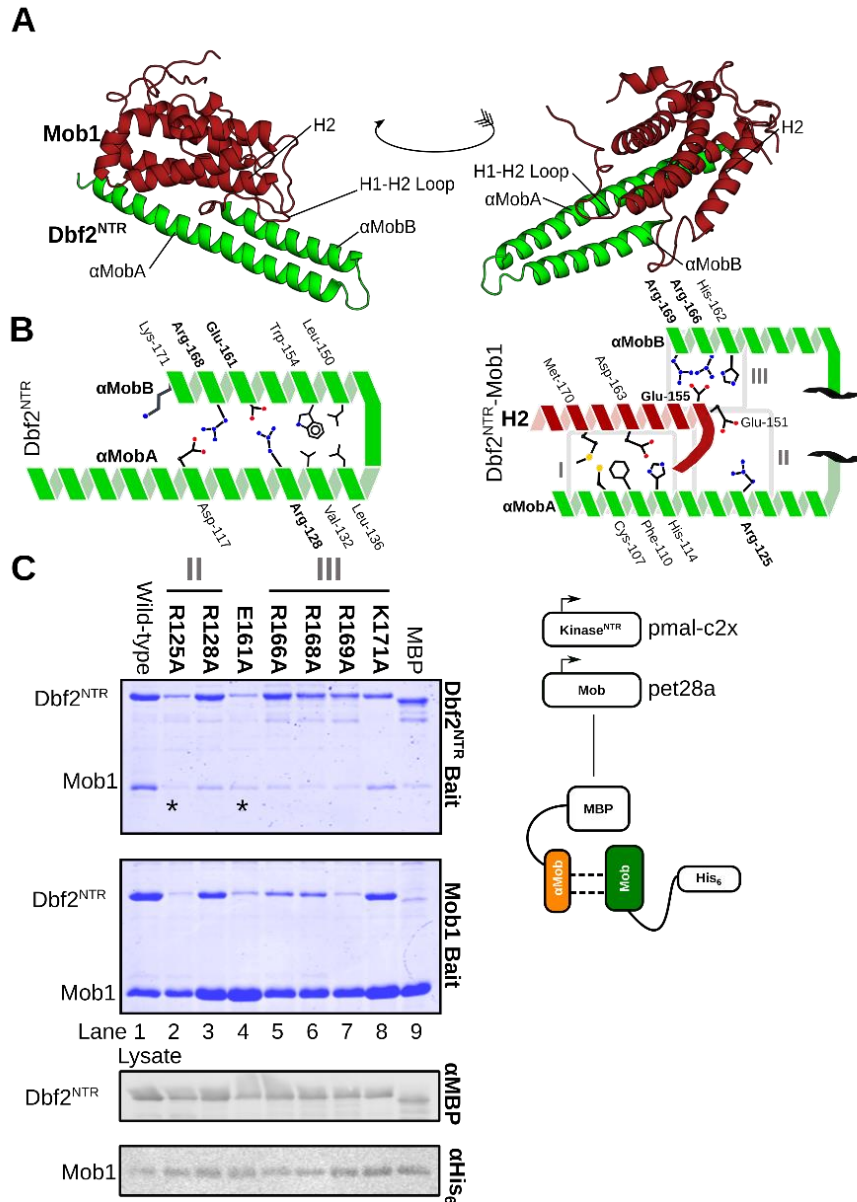 A
Mob1
H2
H1-H2 Loop
Dbf2NTR
αMobB
αMobA
H2
H1-H2 Loop
αMobA
αMobB
B
Dbf2NTR
Lys-171
Arg-168
Glu-161
Trp-154
Leu-150
αMobB
αMobA
Asp-117
Arg-128
Val-132
Leu-136
Dbf2NTR-Mob1
Arg-169
Arg-166
His-162
αMobB
III
Met-170
Asp-163
Glu-155
Glu-151
H2
I
II
αMobA
Cys-107
Phe-110
His-114
Arg-125
C
II
III
Wild-type
R125A
R128A
E161A
R166A
R168A
R169A
K171A
MBP
Dbf2NTR
Mob1
* *
Dbf2NTR Bait
Dbf2NTR
Mob1
Mob1 Bait
Lane 1 2 3 4 5 6 7 8 9
Lysate
Dbf2NTR
αMBP
Mob1
αHis6
KinaseNTR
pmal-c2x
Mob
pet28a
MBP
αMob
Mob
His6